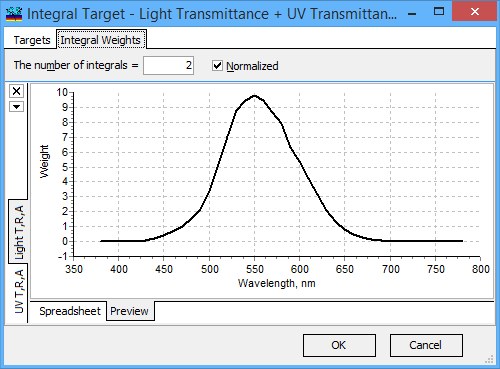 Integral Target - Light Transmittance + UV Transmittan...
Targets
Integral Weights
The number of integrals =
2
Normalized
Light T,R,A
UV T,R,A
Weight
10
9
8
7
6
5
4
3
2
1
0
-1
350 400 450 500 550 600 650 700 750 800
Wavelength, nm
Spreadsheet
Preview
OK
Cancel